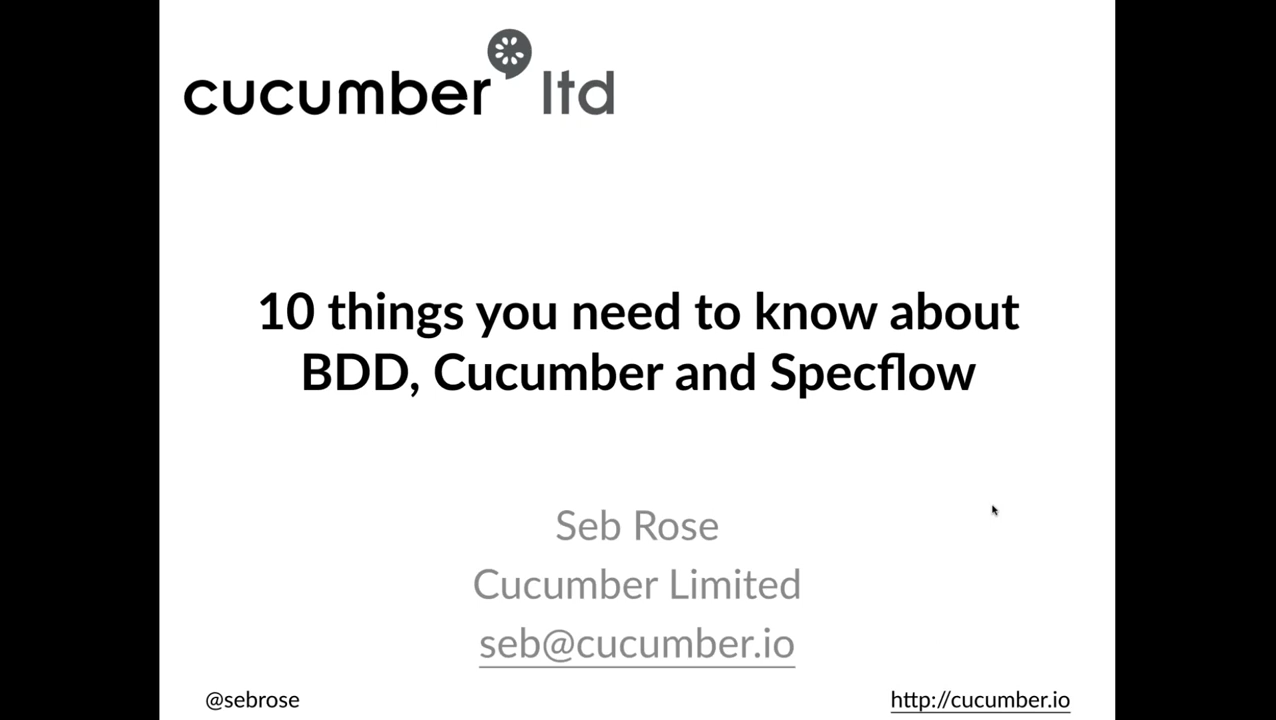 cucumber ltd
10 things you need to know about
BDD, Cucumber and Specflow
Seb Rose
Cucumber Limited
seb@cucumber.io
@sebrose
http://cucumber.io